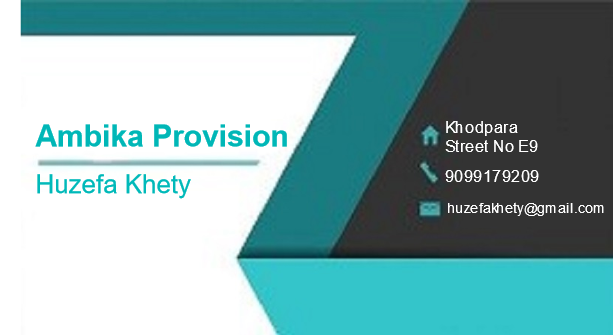 Ambika Provision
Huzefa Khety
Khodpara
Street No E9
9099179209
huzefakhety@gmail.com